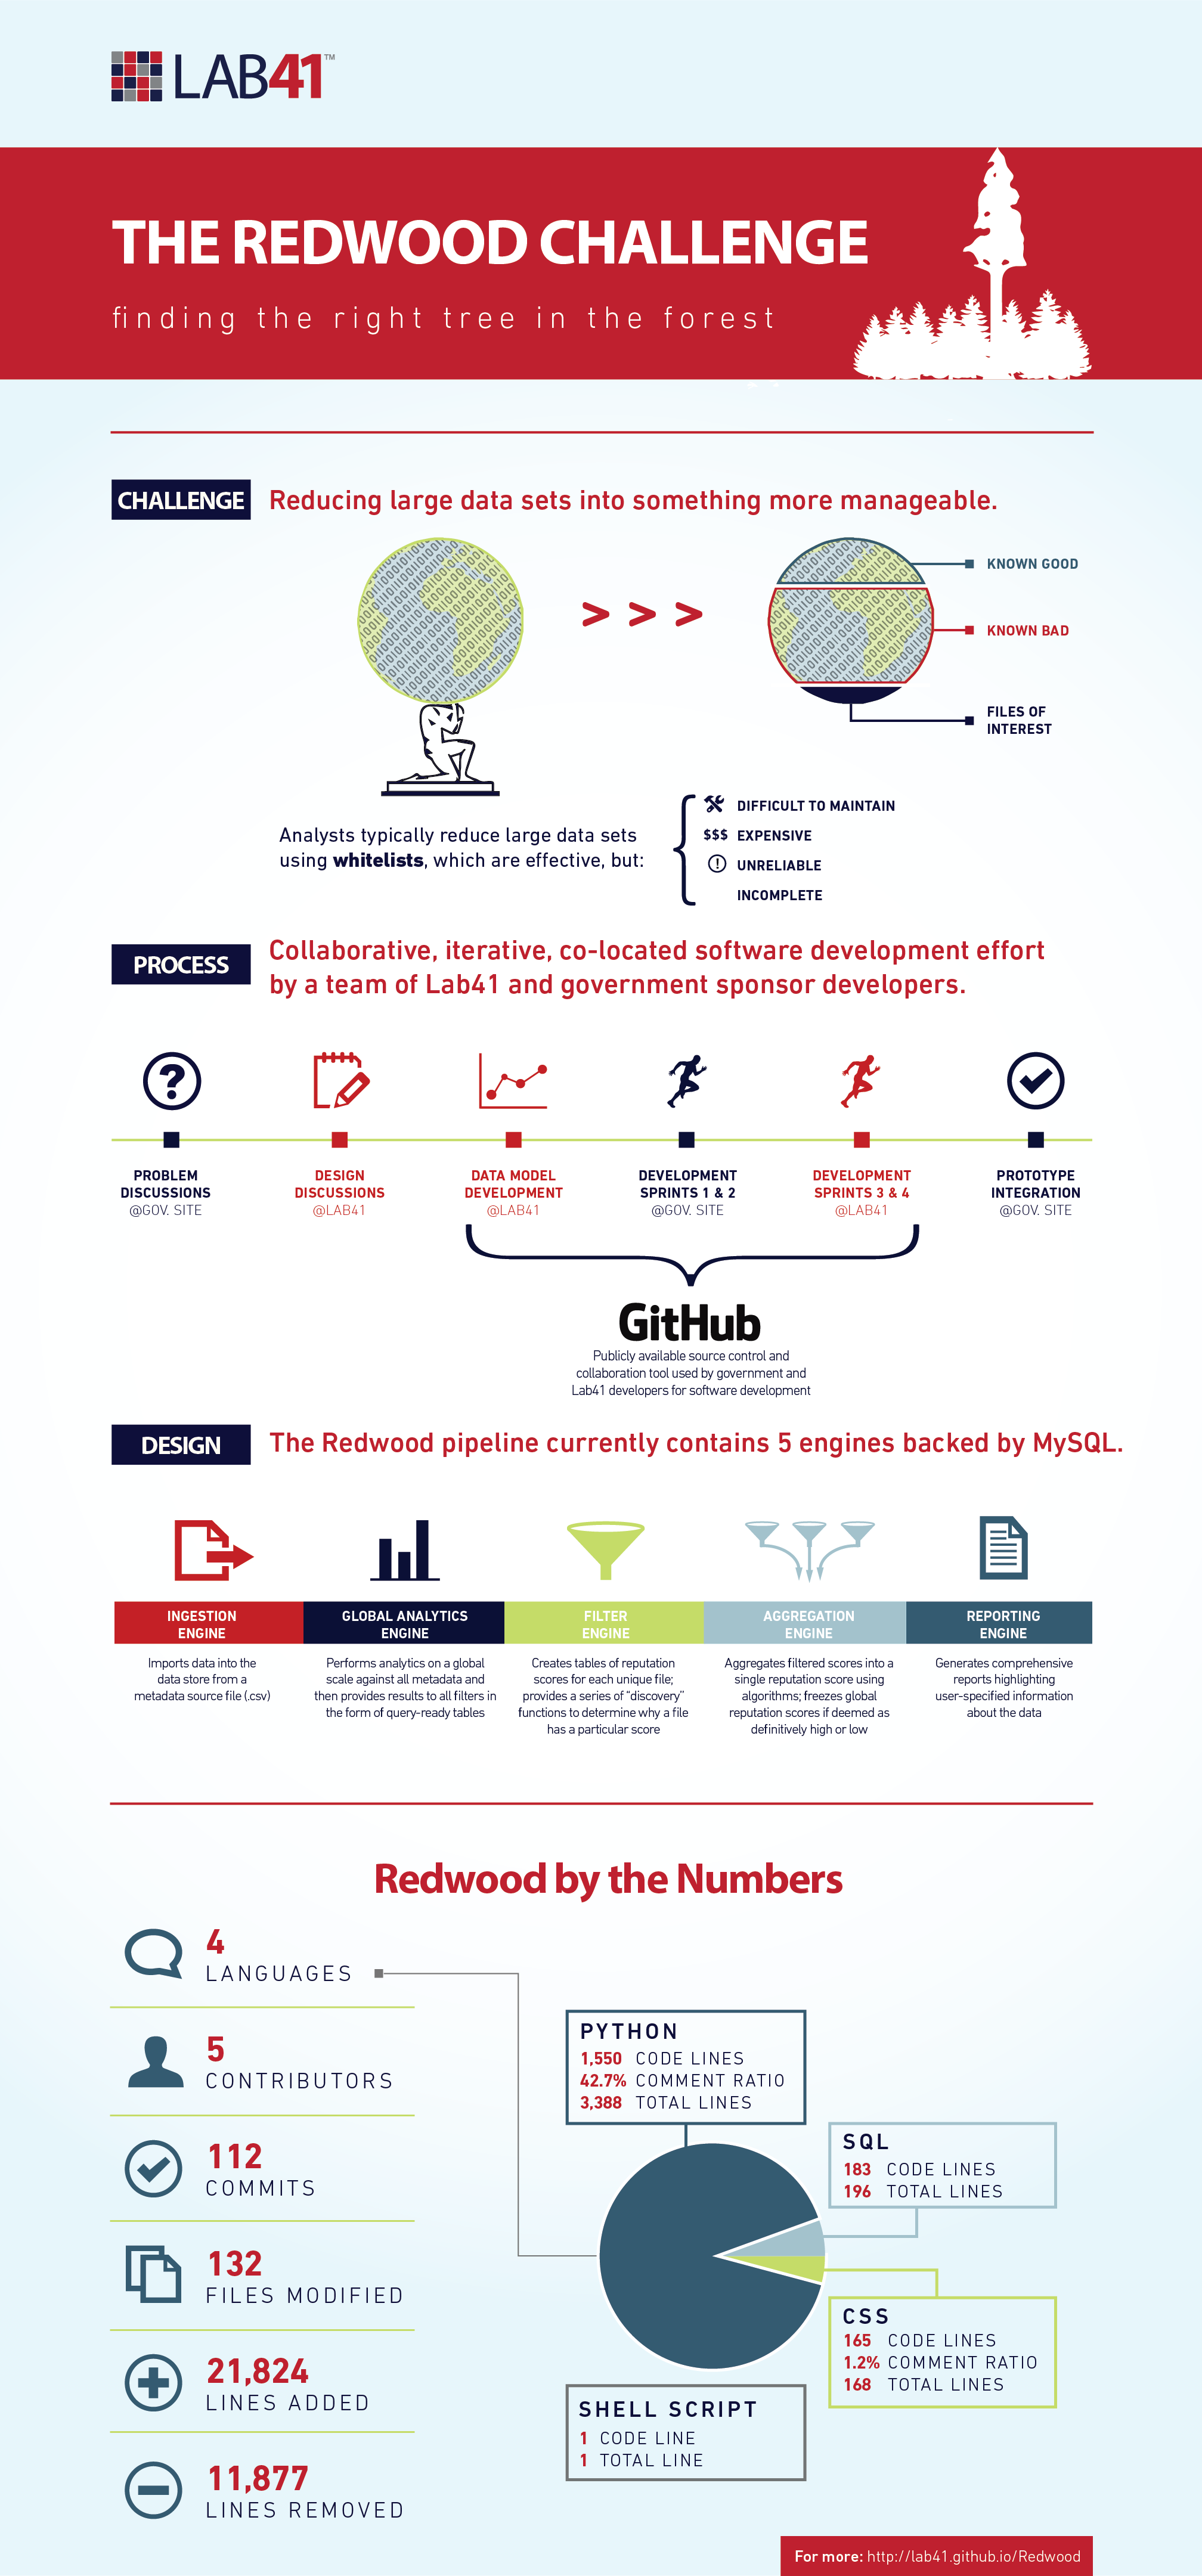 LAB41™
THE REDWOOD CHALLENGE
finding the right tree in the forest
CHALLENGE
Reducing large data sets into something more manageable.
> > >
KNOWN GOOD
KNOWN BAD
FILES OF
INTEREST
Analysts typically reduce large data sets
using whitelists, which are effective, but:
DIFFICULT TO MAINTAIN
$$$ EXPENSIVE
! UNRELIABLE
INCOMPLETE
PROCESS
Collaborative, iterative, co-located software development effort
by a team of Lab41 and government sponsor developers.
?
PROBLEM
DISCUSSIONS
@GOV. SITE
DESIGN
DISCUSSIONS
@LAB41
DATA MODEL
DEVELOPMENT
@LAB41
DEVELOPMENT
SPRINTS 1 & 2
@GOV. SITE
DEVELOPMENT
SPRINTS 3 & 4
@LAB41
PROTOTYPE
INTEGRATION
@GOV. SITE
GitHub
Publicly available source control and
collaboration tool used by government and
Lab41 developers for software development
DESIGN
The Redwood pipeline currently contains 5 engines backed by MySQL.
INGESTION
ENGINE
Imports data into the
data store from a
metadata source file (.csv)
GLOBAL ANALYTICS
ENGINE
Performs analytics on a global
scale against all metadata and
then provides results to all filters in
the form of query-ready tables
FILTER
ENGINE
Creates tables of reputation
scores for each unique file;
provides a series of "discovery"
functions to determine why a file
has a particular score
AGGREGATION
ENGINE
Aggregates filtered scores into a
single reputation score using
algorithms; freezes global
reputation scores if deemed as
definitively high or low
REPORTING
ENGINE
Generates comprehensive
reports highlighting
user-specified information
about the data
Redwood by the Numbers
4
LANGUAGES
5
CONTRIBUTORS
112
COMMITS
132
FILES MODIFIED
21,824
LINES ADDED
11,877
LINES REMOVED
PYTHON
1,550 CODE LINES
42.7% COMMENT RATIO
3,388 TOTAL LINES
SQL
183 CODE LINES
196 TOTAL LINES
CSS
165 CODE LINES
1.2% COMMENT RATIO
168 TOTAL LINES
SHELL SCRIPT
1 CODE LINE
1 TOTAL LINE
For more: http://lab41.github.io/Redwood